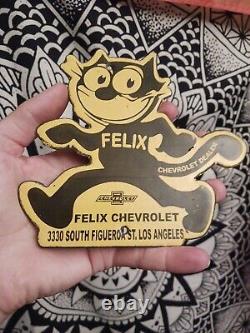 FELIX
CHEVROLET DEALER
CHEVROLET
FELIX CHEVROLET
3330 SOUTH FIGUEROA ST. LOS ANGELES